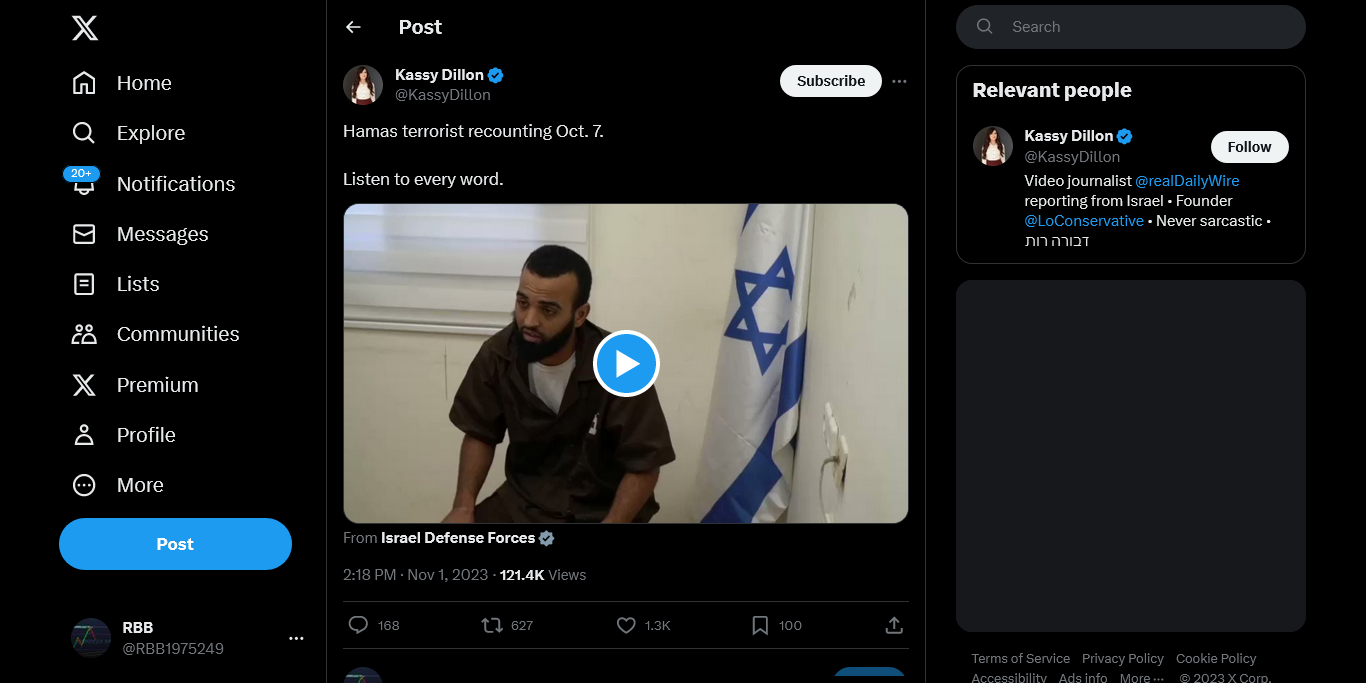 Home
Explore
20+
Notifications
Messages
Lists
Communities
Premium
Profile
More
Post
RBB
@RBB1975249
Post
Kassy Dillon
@KassyDillon
Subscribe
Hamas terrorist recounting Oct. 7.
Listen to every word.
From Israel Defense Forces
2:18 PM · Nov 1, 2023 · 121.4K Views
168 627 1.3K 100
Search
Relevant people
Kassy Dillon
@KassyDillon
Follow
Video journalist @realDailyWire
reporting from Israel • Founder
@LoConservative • Never sarcastic •
דבורה רות
Terms of Service Privacy Policy Cookie Policy
Accessibility Ads info More ··· © 2023 X Corp.